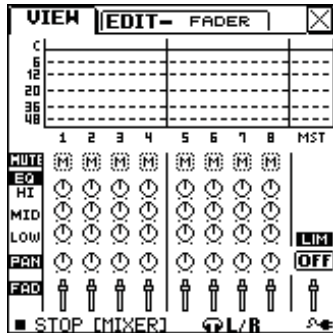 VIEW EDIT- FADER
C
6
12
20
36
48
1 2 3 4 5 6 7 8 MST
MUTE M M M M M M M M
EQ
HI
MID
LOW LIM
PAN OFF
FAD
STOP [MIXER] L/R